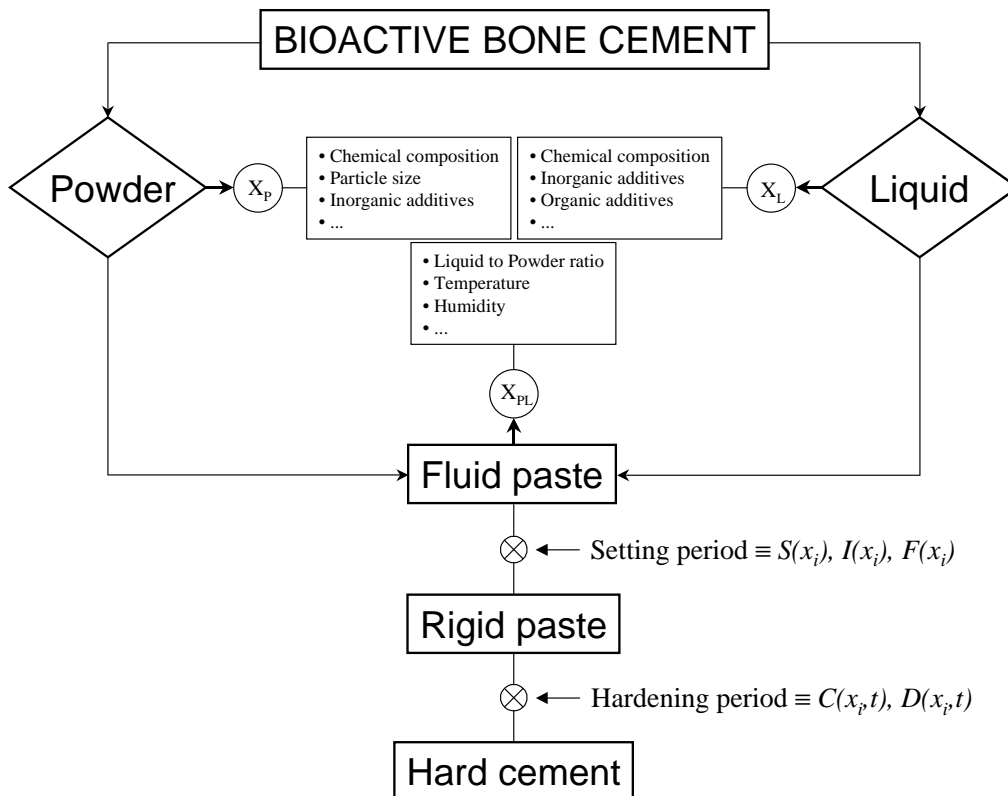 BIOACTIVE BONE CEMENT
Powder
X_P
• Chemical composition
• Particle size
• Inorganic additives
• ...
• Chemical composition
• Inorganic additives
• Organic additives
• ...
X_L
Liquid
• Liquid to Powder ratio
• Temperature
• Humidity
• ...
X_PL
Fluid paste
Setting period ≡ S(x_i), I(x_i), F(x_i)
Rigid paste
Hardening period ≡ C(x_i,t), D(x_i,t)
Hard cement